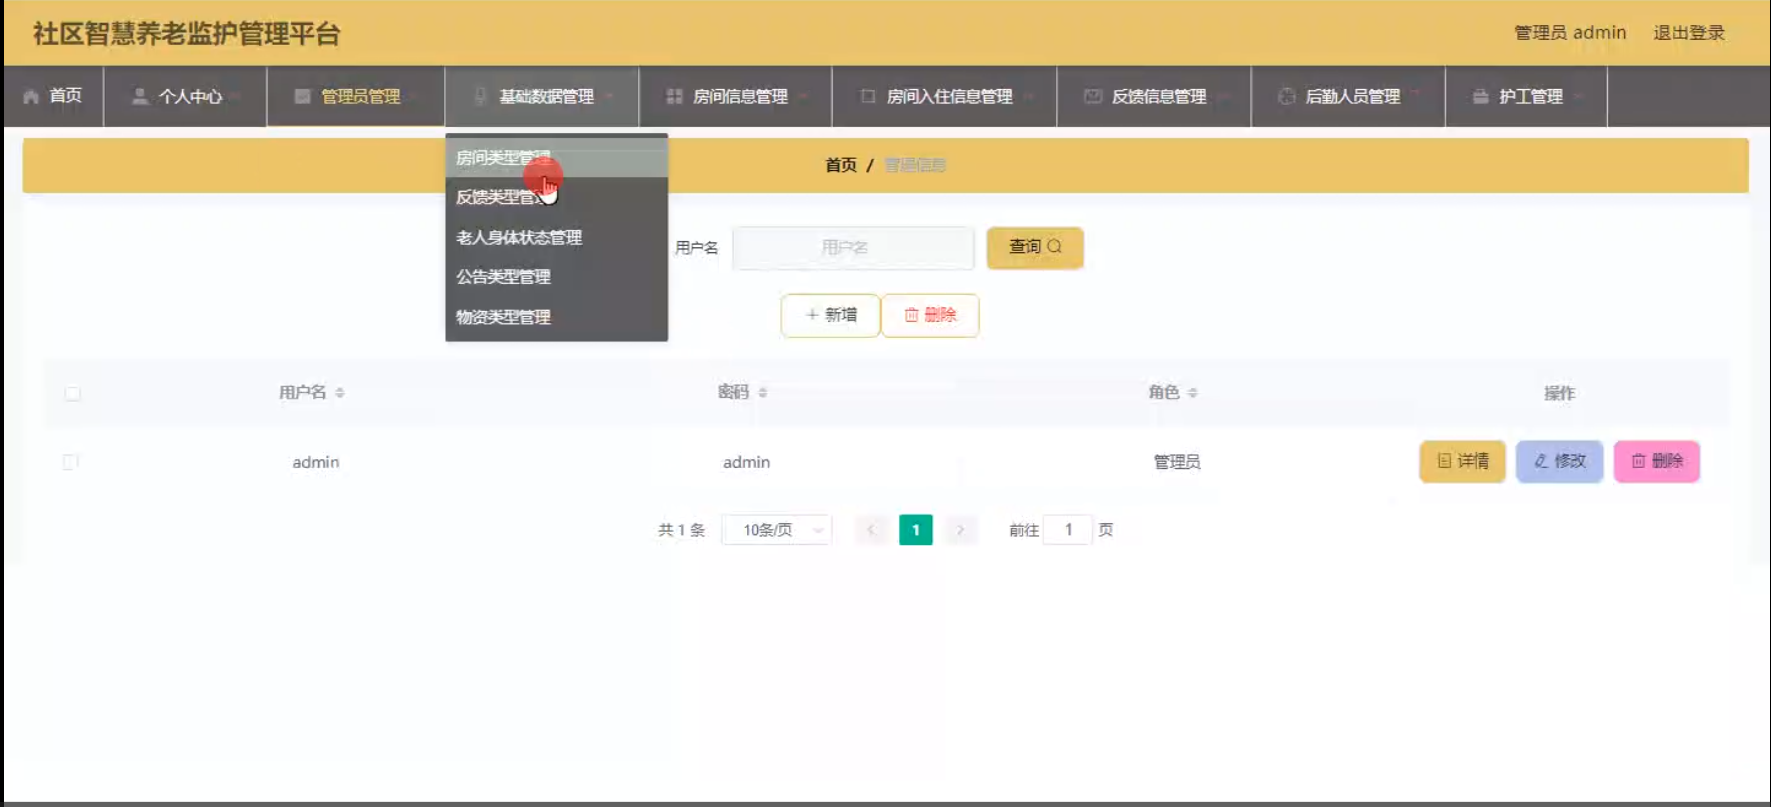 社区智慧养老监护管理平台
管理员 admin 退出登录
首页 个人中心 管理员管理 基础数据管理 房间信息管理 房间入住信息管理 反馈信息管理 后勤人员管理 护工管理
房间类型管理
反馈类型管理
老人身体状态管理
公告类型管理
物资类型管理
首页 / 管理信息
用户名 用户名 查询
新增 删除
用户名 密码 角色 操作
admin admin 管理员 详情 修改 删除
共 1 条 10条/页 1 前往 1 页